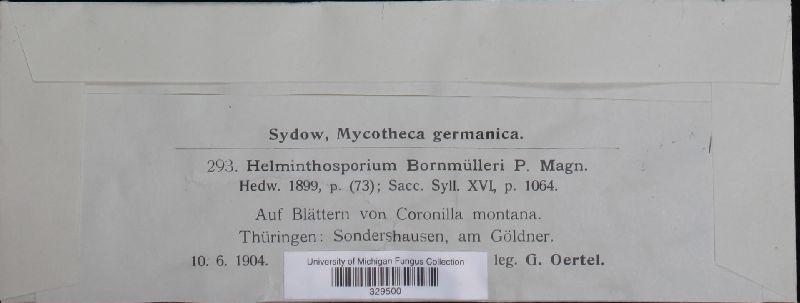 Sydow, Mycotheca germanica.
293. Helminthosporium Bornmülleri P. Magn.
Hedw. 1899, p. (73); Sacc. Syll. XVI, p. 1064.
Auf Blättern von Coronilla montana.
Thüringen: Sondershausen, am Göldner.
10. 6. 1904. leg. G. Oertel.
University of Michigan Fungus Collection
329500